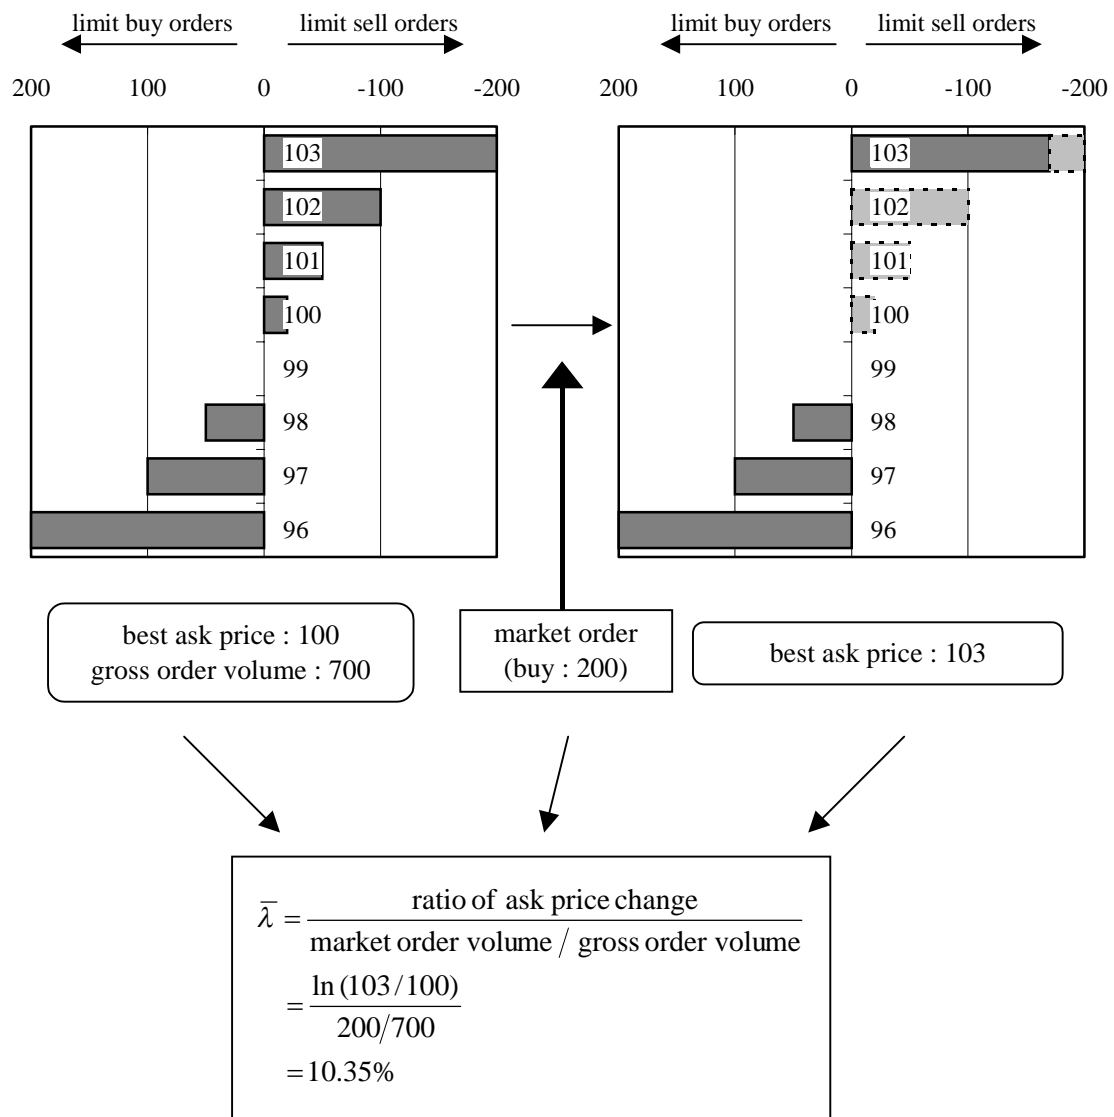 limit buy orders limit sell orders limit buy orders limit sell orders
200 100 0 -100 -200 200 100 0 -100 -200
103 103
102 102
101 101
100 100
99 99
98 98
97 97
96 96
best ask price : 100
gross order volume : 700
market order
(buy : 200)
best ask price : 103
λ̄ = ratio of ask price change / (market order volume / gross order volume)
= ln (103/100) / (200/700)
= 10.35%